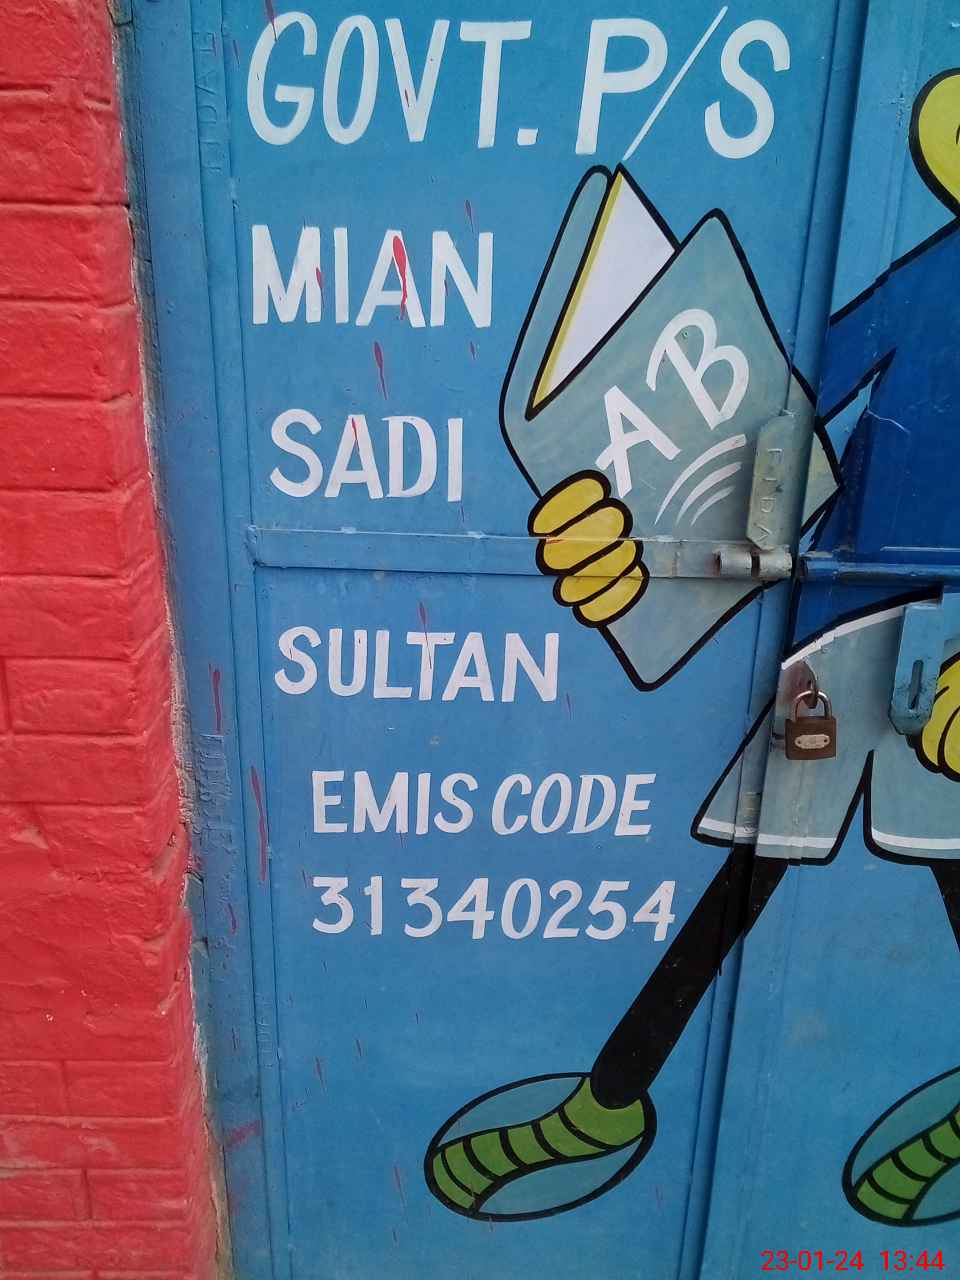 GOVT. P/S
MIAN
SADI
AB
SULTAN
EMIS CODE
31340254
23-01-24 13:44